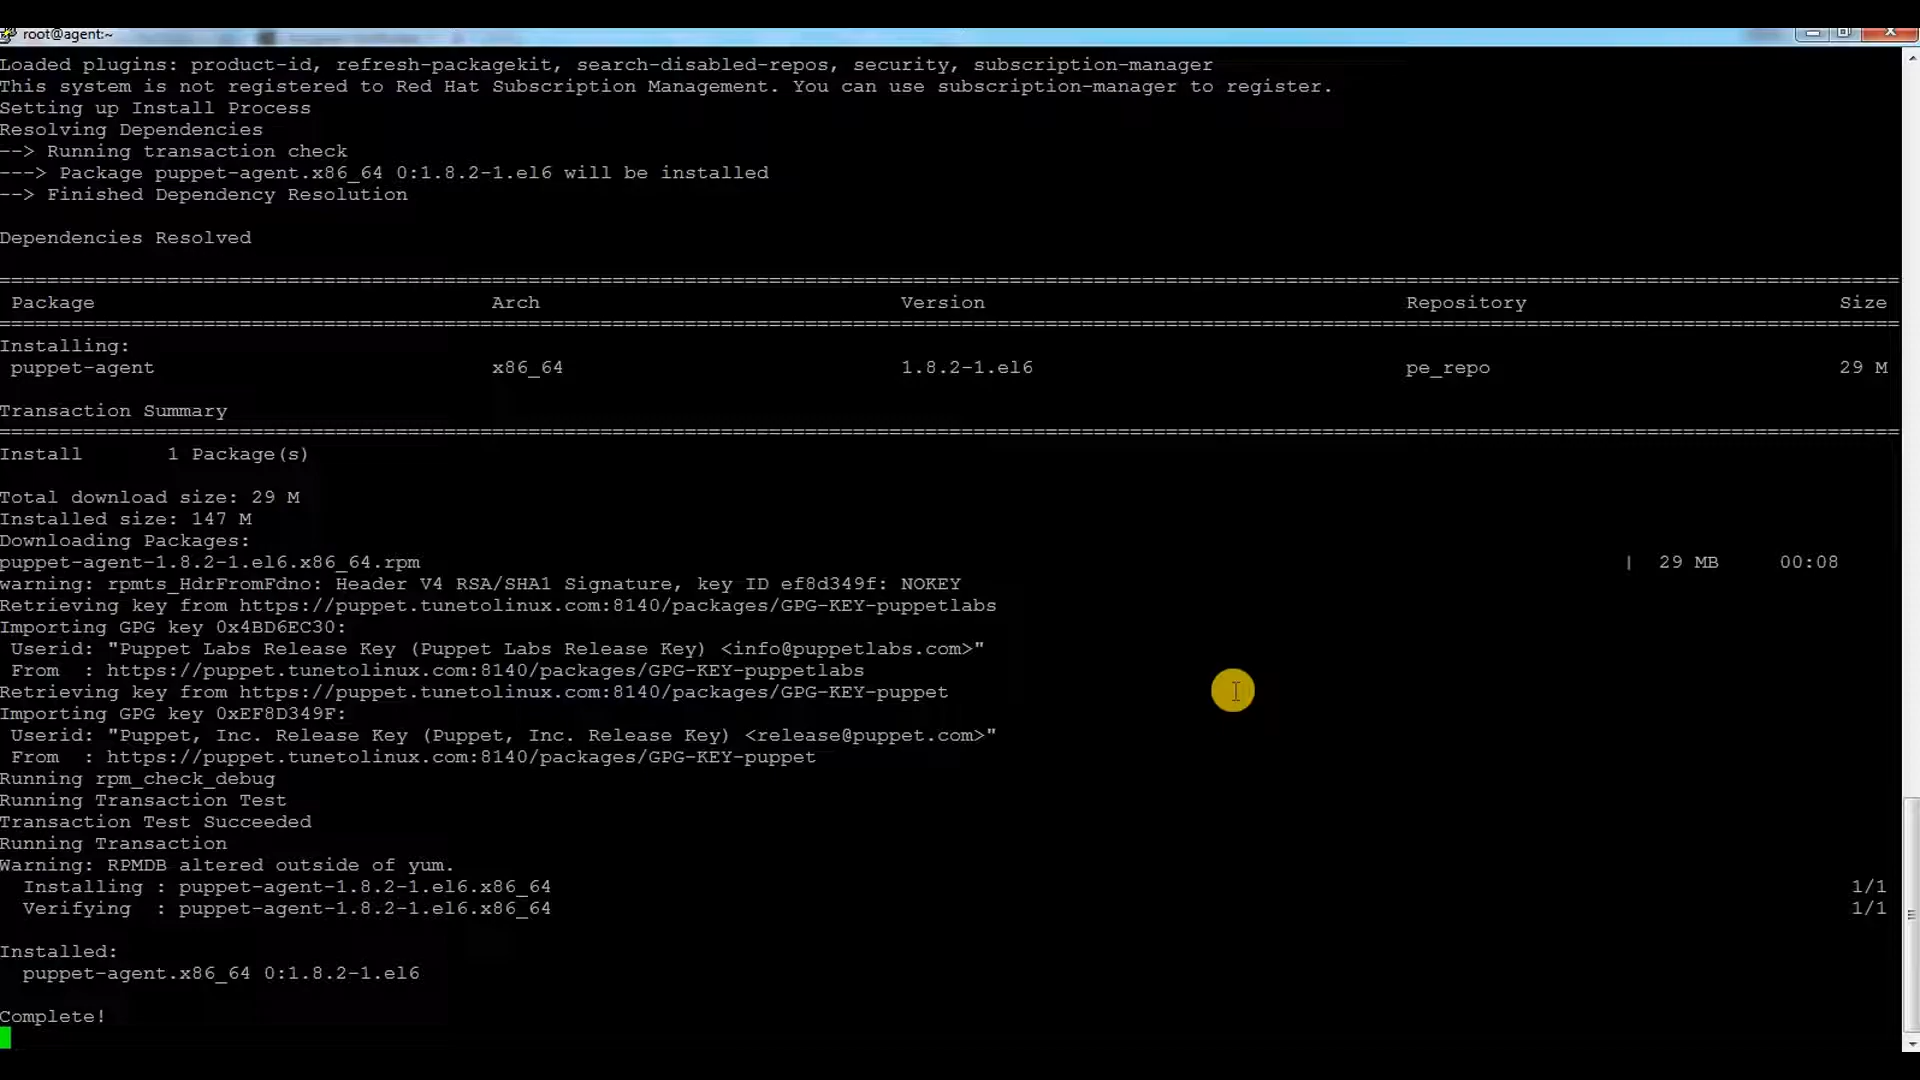 root@agent:~
Loaded plugins: product-id, refresh-packagekit, search-disabled-repos, security, subscription-manager
This system is not registered to Red Hat Subscription Management. You can use subscription-manager to register.
Setting up Install Process
Resolving Dependencies
--> Running transaction check
---> Package puppet-agent.x86_64 0:1.8.2-1.el6 will be installed
--> Finished Dependency Resolution
Dependencies Resolved
Package Arch Version Repository Size
Installing:
puppet-agent x86_64 1.8.2-1.el6 pe_repo 29 M
Transaction Summary
Install 1 Package(s)
Total download size: 29 M
Installed size: 147 M
Downloading Packages:
puppet-agent-1.8.2-1.el6.x86_64.rpm | 29 MB 00:08
warning: rpmts_HdrFromFdno: Header V4 RSA/SHA1 Signature, key ID ef8d349f: NOKEY
Retrieving key from https://puppet.tunetolinux.com:8140/packages/GPG-KEY-puppetlabs
Importing GPG key 0x4BD6EC30:
Userid: "Puppet Labs Release Key (Puppet Labs Release Key) <info@puppetlabs.com>"
From : https://puppet.tunetolinux.com:8140/packages/GPG-KEY-puppetlabs
Retrieving key from https://puppet.tunetolinux.com:8140/packages/GPG-KEY-puppet
Importing GPG key 0xEF8D349F:
Userid: "Puppet, Inc. Release Key (Puppet, Inc. Release Key) <release@puppet.com>"
From : https://puppet.tunetolinux.com:8140/packages/GPG-KEY-puppet
Running rpm_check_debug
Running Transaction Test
Transaction Test Succeeded
Running Transaction
Warning: RPMDB altered outside of yum.
Installing : puppet-agent-1.8.2-1.el6.x86_64 1/1
Verifying : puppet-agent-1.8.2-1.el6.x86_64 1/1
Installed:
puppet-agent.x86_64 0:1.8.2-1.el6
Complete!